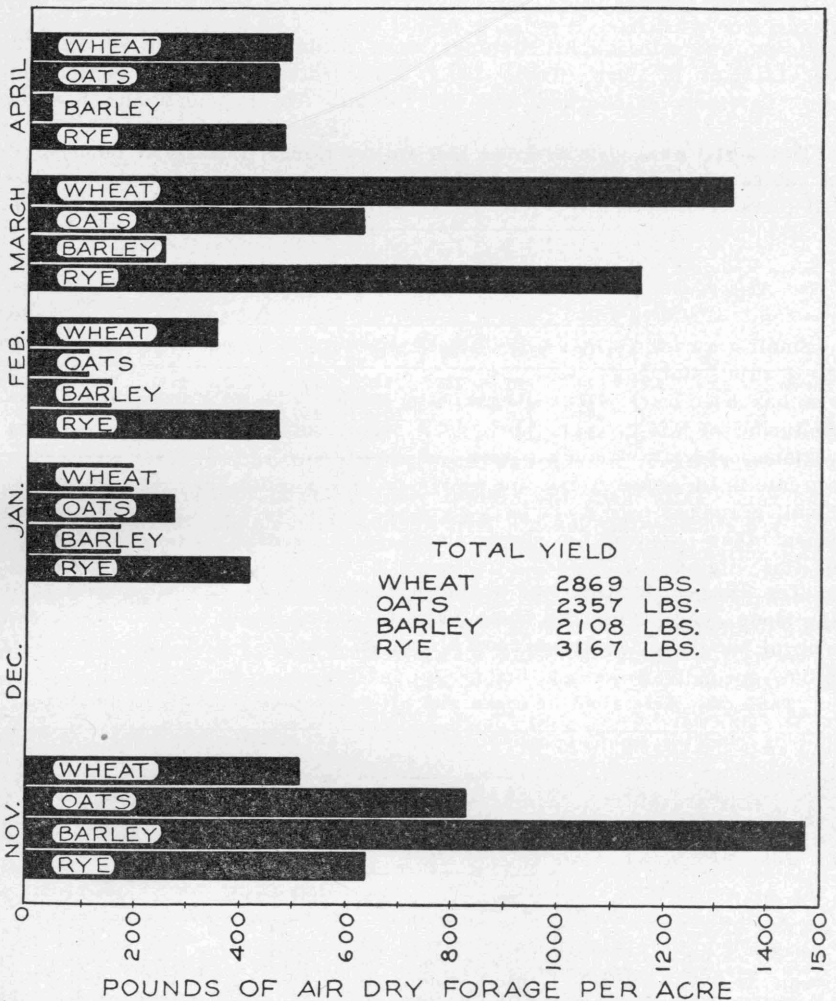 APRIL
WHEAT
OATS
BARLEY
RYE
MARCH
WHEAT
OATS
BARLEY
RYE
FEB.
WHEAT
OATS
BARLEY
RYE
JAN.
WHEAT
OATS
BARLEY
RYE
TOTAL YIELD
WHEAT 2869 LBS.
OATS 2357 LBS.
BARLEY 2108 LBS.
RYE 3167 LBS.
DEC.
NOV.
WHEAT
OATS
BARLEY
RYE
0 200 400 600 800 1000 1200 1400 1500
POUNDS OF AIR DRY FORAGE PER ACRE